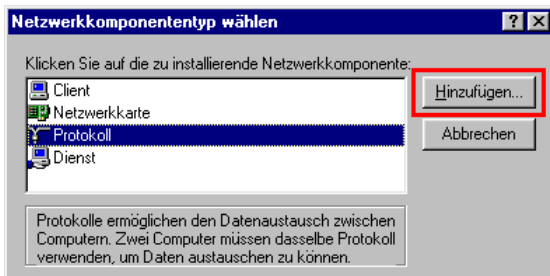 Netzwerkkomponententyp wählen
Klicken Sie auf die zu installierende Netzwerkkomponente:
Client
Netzwerkkarte
Protokoll
Dienst
Hinzufügen...
Abbrechen
Protokolle ermöglichen den Datenaustausch zwischen
Computern. Zwei Computer müssen dasselbe Protokoll
verwenden, um Daten austauschen zu können.